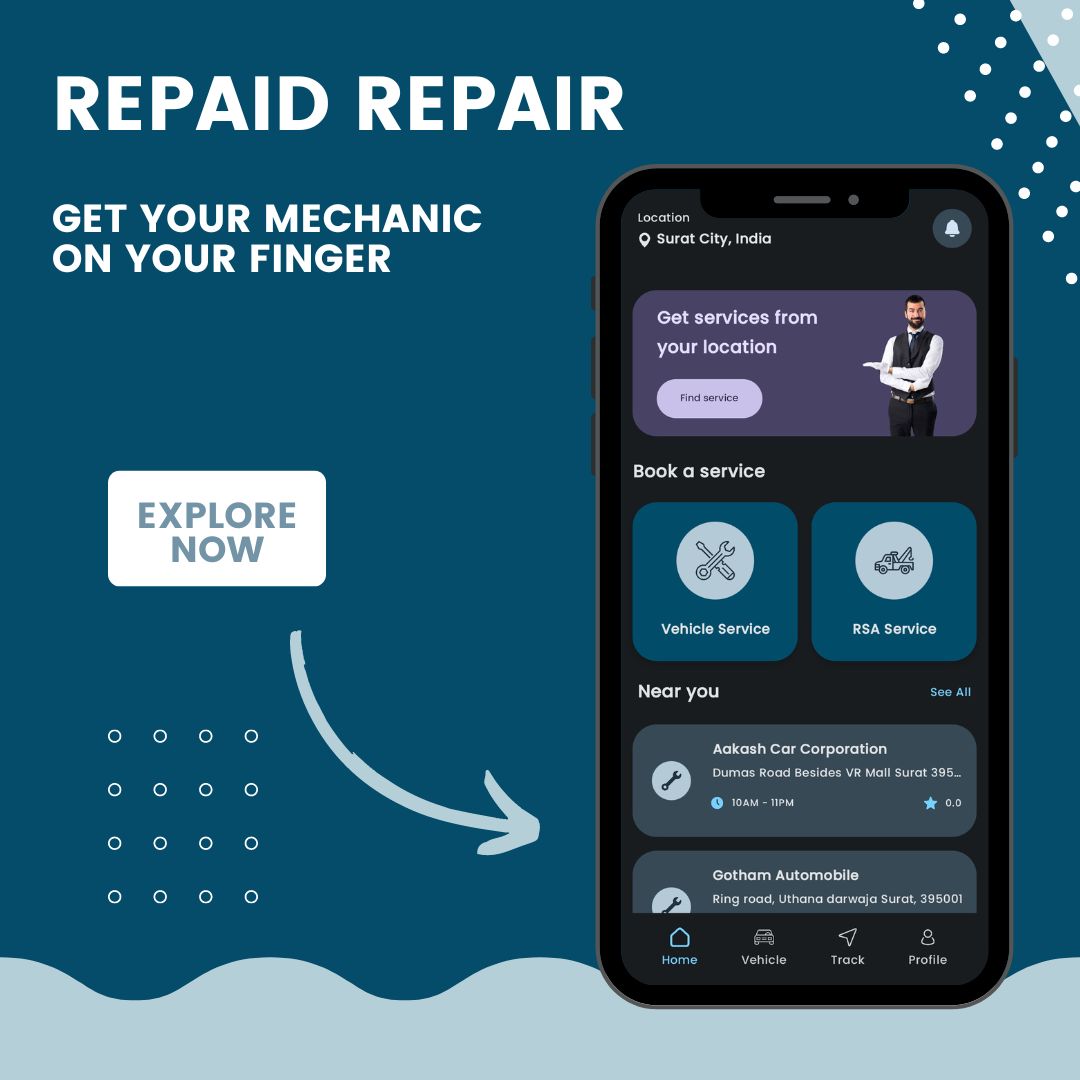 REPAID REPAIR
GET YOUR MECHANIC
ON YOUR FINGER
EXPLORE
NOW
Location
Surat City, India
Get services from
your location
Find service
Book a service
Vehicle Service
RSA Service
Near you
See All
Aakash Car Corporation
Dumas Road Besides VR Mall Surat 395...
10AM - 11PM
0.0
Gotham Automobile
Ring road, Uthana darwaja Surat, 395001
Home
Vehicle
Track
Profile